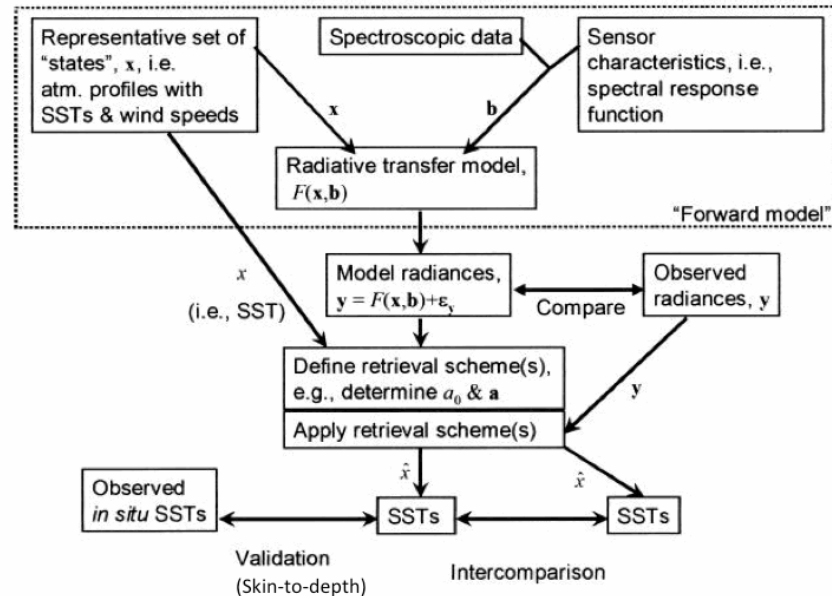 Representative set of
“states”, x, i.e.
atm. profiles with
SSTs & wind speeds
Spectroscopic data
Sensor
characteristics, i.e.,
spectral response
function
x
b
Radiative transfer model,
F(x,b)
“Forward model”
x
(i.e., SST)
Model radiances,
y = F(x,b)+εy
Compare
Observed
radiances, y
Define retrieval scheme(s),
e.g., determine a0 & a
y
Apply retrieval scheme(s)
x̂
x̂
Observed
in situ SSTs
SSTs
SSTs
Validation
(Skin-to-depth)
Intercomparison